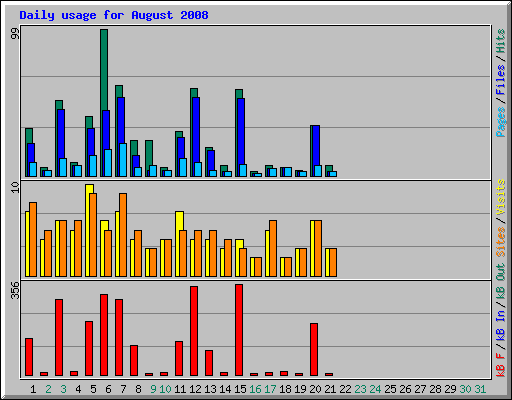 Daily usage for August 2008
99
Pages / Files / Hits
10
Sites / Visits
356
kB F / kB In / kB Out
1 2 3 4 5 6 7 8 9 10 11 12 13 14 15 16 17 18 19 20 21 22 23 24 25 26 27 28 29 30 31